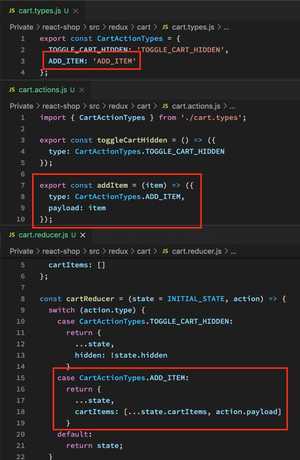 cart.types.js ●
Private > react-shop > src > redux > cart > cart.types.js > ...
1 export const CartActionTypes = {
2 TOGGLE_CART_HIDDEN: 'TOGGLE_CART_HIDDEN',
3 ADD_ITEM: 'ADD_ITEM'
4 };
cart.actions.js ●
Private > react-shop > src > redux > cart > cart.actions.js > ...
1 import { CartActionTypes } from './cart.types';
2
3 export const toggleCartHidden = () => ({
4 type: CartActionTypes.TOGGLE_CART_HIDDEN
5 });
6
7 export const addItem = (item) => ({
8 type: CartActionTypes.ADD_ITEM,
9 payload: item
10 });
cart.reducer.js ✕
Private > react-shop > src > redux > cart > cart.reducer.js > ...
5 cartItems: []
6 };
7
8 const cartReducer = (state = INITIAL_STATE, action) => {
9 switch (action.type) {
10 case CartActionTypes.TOGGLE_CART_HIDDEN:
11 return {
12 ...state,
13 hidden: !state.hidden
14 }
15 case CartActionTypes.ADD_ITEM:
16 return {
17 ...state,
18 cartItems: [...state.cartItems, action.payload]
19 }
20 default:
21 return state;
22 }